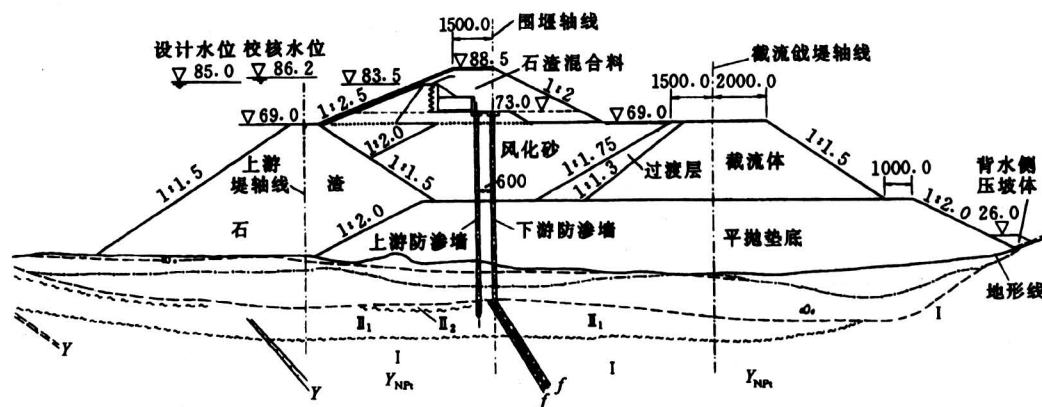 围堰轴线
1500.0
截流戗堤轴线
设计水位 校核水位
88.5
石渣混合料
85.0
86.2
83.5
1:2
1500.0 2000.0
1:2.5
73.0
69.0
69.0
1:2.0
风化砂
1:1.75
截流体
1:1.5
上游
堤轴线
渣
1:1.5
过渡层
1:1.3
1:1.5
600
1000.0
背水侧
压坡体
1:2.0
26.0
石
1:2.0
上游防渗墙
下游防渗墙
平抛垫底
地形线
Ⅱ₁
Ⅱ₂
Ⅱ₁
I
Y
Y
I
Y_NPt
I
Y_NPt
f
f